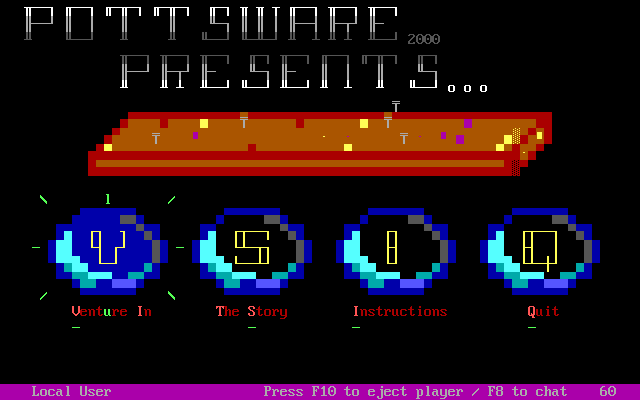 POTTSWARE 2000
PRESENTS...
V S I Q
Venture In The Story Instructions Quit
Local User Press F10 to eject player / F8 to chat 60